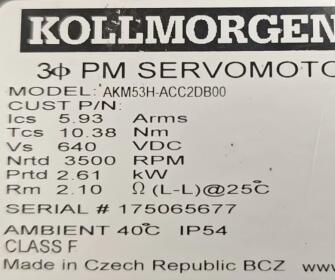 KOLLMORGEN
3ϕ PM SERVOMOTO
MODEL: AKM53H-ACC2DB00
CUST P/N:
Ics 5.93 Arms
Tcs 10.38 Nm
Vs 640 VDC
Nrtd 3500 RPM
Prtd 2.61 kW
Rm 2.10 Ω (L-L)@25°C
SERIAL # 175065677
AMBIENT 40°C IP54
CLASS F
Made in Czech Republic BCZ www